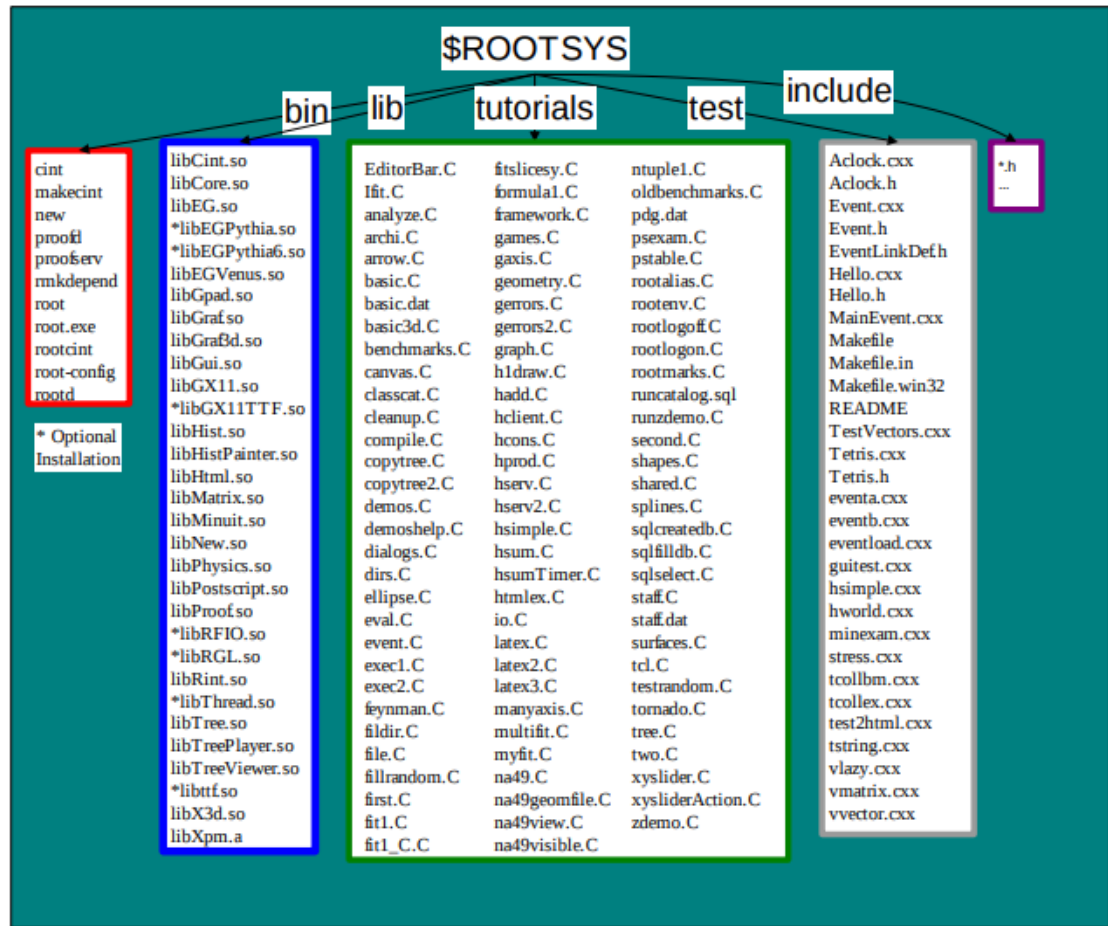 $ROOTSYS
bin
lib
tutorials
test
include
cint
makecint
new
proofd
proofserv
rmkdepend
root
root.exe
rootcint
root-config
rootd
* Optional
Installation
libCint.so
libCore.so
libEG.so
*libEGPythia.so
*libEGPythia6.so
libEGVenus.so
libGpad.so
libGraf.so
libGraf3d.so
libGui.so
libGX11.so
*libGX11TTF.so
libHist.so
libHistPainter.so
libHtml.so
libMatrix.so
libMinuit.so
libNew.so
libPhysics.so
libPostscript.so
libProof.so
*libRFIO.so
*libRGL.so
libRint.so
*libThread.so
libTree.so
libTreePlayer.so
libTreeViewer.so
*libttf.so
libX3d.so
libXpm.a
EditorBar.C
Ifit.C
analyze.C
archi.C
arrow.C
basic.C
basic.dat
basic3d.C
benchmarks.C
canvas.C
classcat.C
cleanup.C
compile.C
copytree.C
copytree2.C
demos.C
demoshelp.C
dialogs.C
dirs.C
ellipse.C
eval.C
event.C
exec1.C
exec2.C
feynman.C
fildir.C
file.C
fillrandom.C
first.C
fit1.C
fit1_C.C
fitslicesy.C
formula1.C
framework.C
games.C
gaxis.C
geometry.C
gerrors.C
gerrors2.C
graph.C
h1draw.C
hadd.C
hclient.C
hcons.C
hprod.C
hserv.C
hserv2.C
hsimple.C
hsum.C
hsumTimer.C
htmlex.C
io.C
latex.C
latex2.C
latex3.C
manyaxis.C
multifit.C
myfit.C
na49.C
na49geomfile.C
na49view.C
na49visible.C
ntuple1.C
oldbenchmarks.C
pdg.dat
psexam.C
pstable.C
rootalias.C
rootenv.C
rootlogoff.C
rootlogon.C
rootmarks.C
runcatalog.sql
runzdemo.C
second.C
shapes.C
shared.C
splines.C
sqlcreatedb.C
sqlfilldb.C
sqlselect.C
staff.C
staff.dat
surfaces.C
tcl.C
testrandom.C
tornado.C
tree.C
two.C
xyslider.C
xysliderAction.C
zdemo.C
Aclock.cxx
Aclock.h
Event.cxx
Event.h
EventLinkDef.h
Hello.cxx
Hello.h
MainEvent.cxx
Makefile
Makefile.in
Makefile.win32
README
TestVectors.cxx
Tetris.cxx
Tetris.h
eventa.cxx
eventb.cxx
eventload.cxx
guitest.cxx
hsimple.cxx
hworld.cxx
minexam.cxx
stress.cxx
tcollbm.cxx
tcollex.cxx
test2html.cxx
tstring.cxx
vlazy.cxx
vmatrix.cxx
vvector.cxx
*.h
...